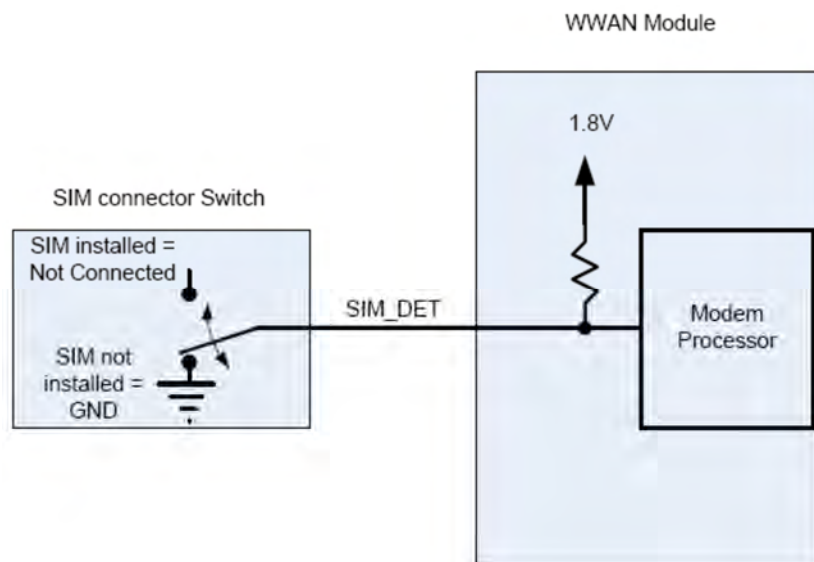 WWAN Module
1.8V
SIM connector Switch
SIM installed =
Not Connected
SIM_DET
Modem
Processor
SIM not
installed =
GND